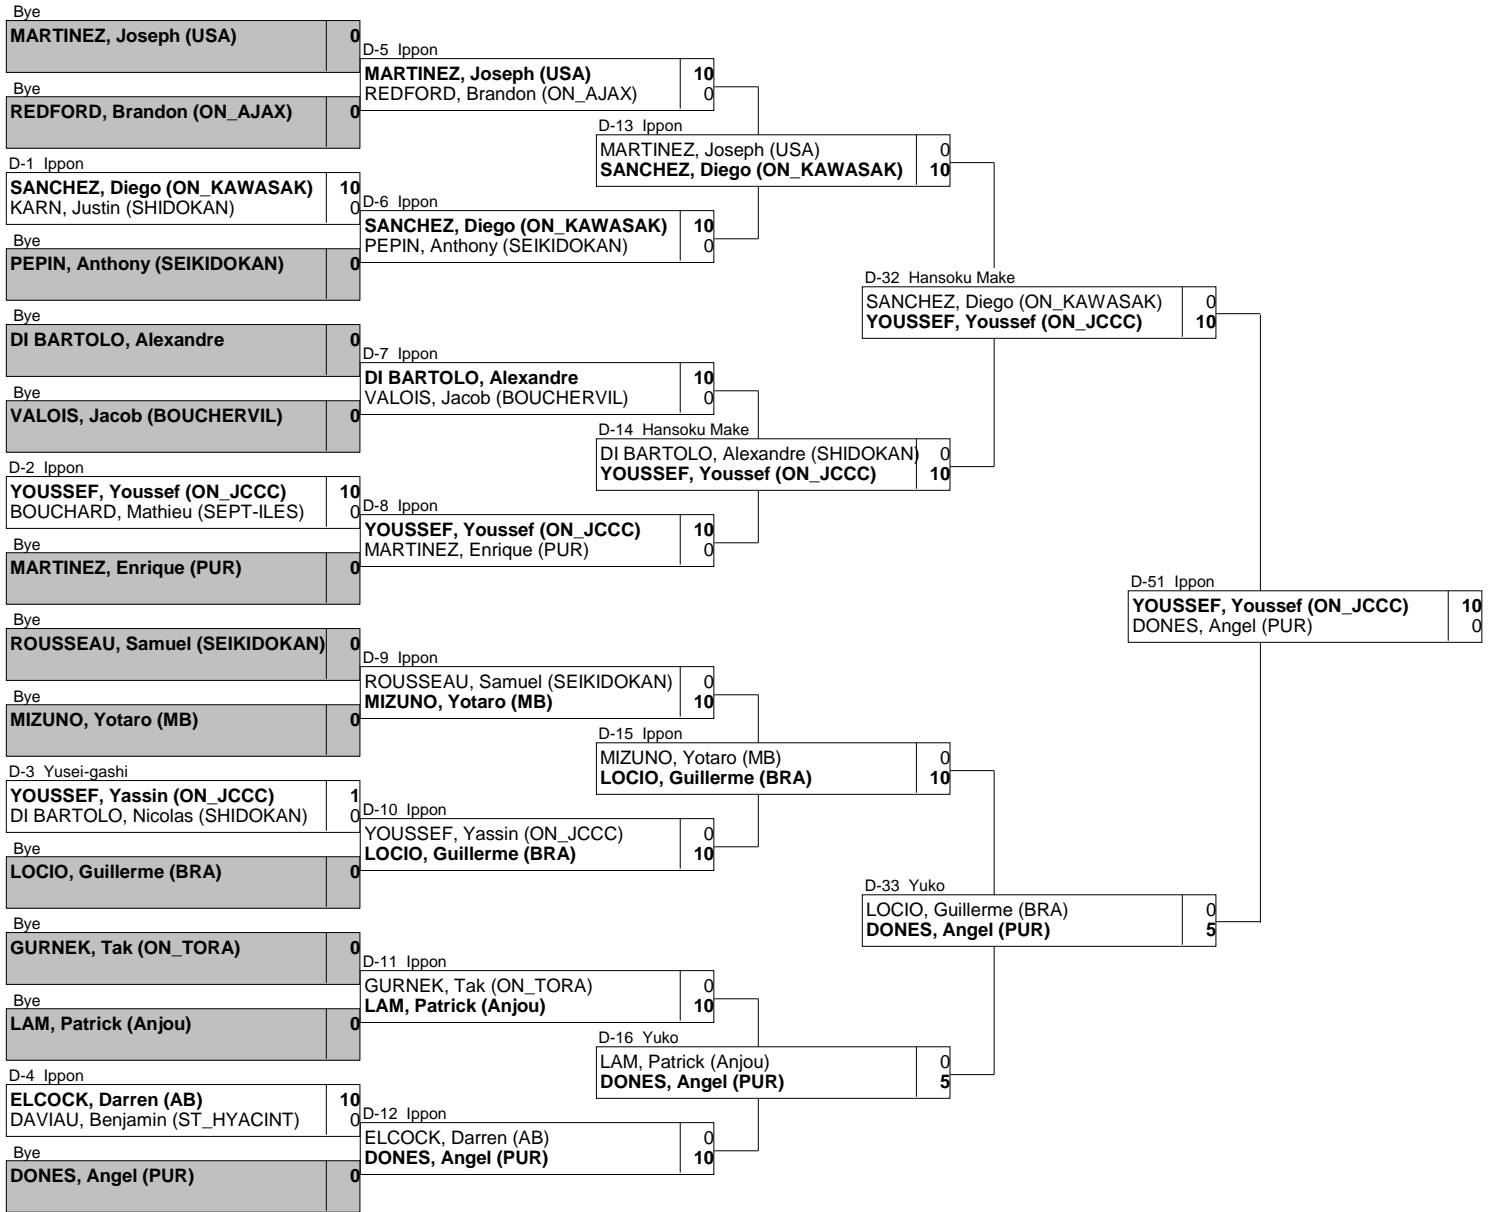 Bye
MARTINEZ, Joseph (USA) 0
Bye
REDFORD, Brandon (ON_AJAX) 0
D-1 Ippon
SANCHEZ, Diego (ON_KAWASAK) 10
KARN, Justin (SHIDOKAN) 0
Bye
PEPIN, Anthony (SEIKIDOKAN) 0
Bye
DI BARTOLO, Alexandre 0
Bye
VALOIS, Jacob (BOUCHERVIL) 0
D-2 Ippon
YOUSSEF, Youssef (ON_JCCC) 10
BOUCHARD, Mathieu (SEPT-ILES) 0
Bye
MARTINEZ, Enrique (PUR) 0
Bye
ROUSSEAU, Samuel (SEIKIDOKAN) 0
Bye
MIZUNO, Yotaro (MB) 0
D-3 Yusei-gashi
YOUSSEF, Yassin (ON_JCCC) 1
DI BARTOLO, Nicolas (SHIDOKAN) 0
Bye
LOCIO, Guillerme (BRA) 0
Bye
GURNEK, Tak (ON_TORA) 0
Bye
LAM, Patrick (Anjou) 0
D-4 Ippon
ELCOCK, Darren (AB) 10
DAVIAU, Benjamin (ST_HYACINT) 0
Bye
DONES, Angel (PUR) 0
D-5 Ippon
MARTINEZ, Joseph (USA) 10
REDFORD, Brandon (ON_AJAX) 0
D-6 Ippon
SANCHEZ, Diego (ON_KAWASAK) 10
PEPIN, Anthony (SEIKIDOKAN) 0
D-7 Ippon
DI BARTOLO, Alexandre 10
VALOIS, Jacob (BOUCHERVIL) 0
D-8 Ippon
YOUSSEF, Youssef (ON_JCCC) 10
MARTINEZ, Enrique (PUR) 0
D-9 Ippon
ROUSSEAU, Samuel (SEIKIDOKAN) 0
MIZUNO, Yotaro (MB) 10
D-10 Ippon
YOUSSEF, Yassin (ON_JCCC) 0
LOCIO, Guillerme (BRA) 10
D-11 Ippon
GURNEK, Tak (ON_TORA) 0
LAM, Patrick (Anjou) 10
D-12 Ippon
ELCOCK, Darren (AB) 0
DONES, Angel (PUR) 10
D-13 Ippon
MARTINEZ, Joseph (USA) 0
SANCHEZ, Diego (ON_KAWASAK) 10
D-14 Hansoku Make
DI BARTOLO, Alexandre (SHIDOKAN) 0
YOUSSEF, Youssef (ON_JCCC) 10
D-15 Ippon
MIZUNO, Yotaro (MB) 0
LOCIO, Guillerme (BRA) 10
D-16 Yuko
LAM, Patrick (Anjou) 0
DONES, Angel (PUR) 5
D-32 Hansoku Make
SANCHEZ, Diego (ON_KAWASAK) 0
YOUSSEF, Youssef (ON_JCCC) 10
D-33 Yuko
LOCIO, Guillerme (BRA) 0
DONES, Angel (PUR) 5
D-51 Ippon
YOUSSEF, Youssef (ON_JCCC) 10
DONES, Angel (PUR) 0